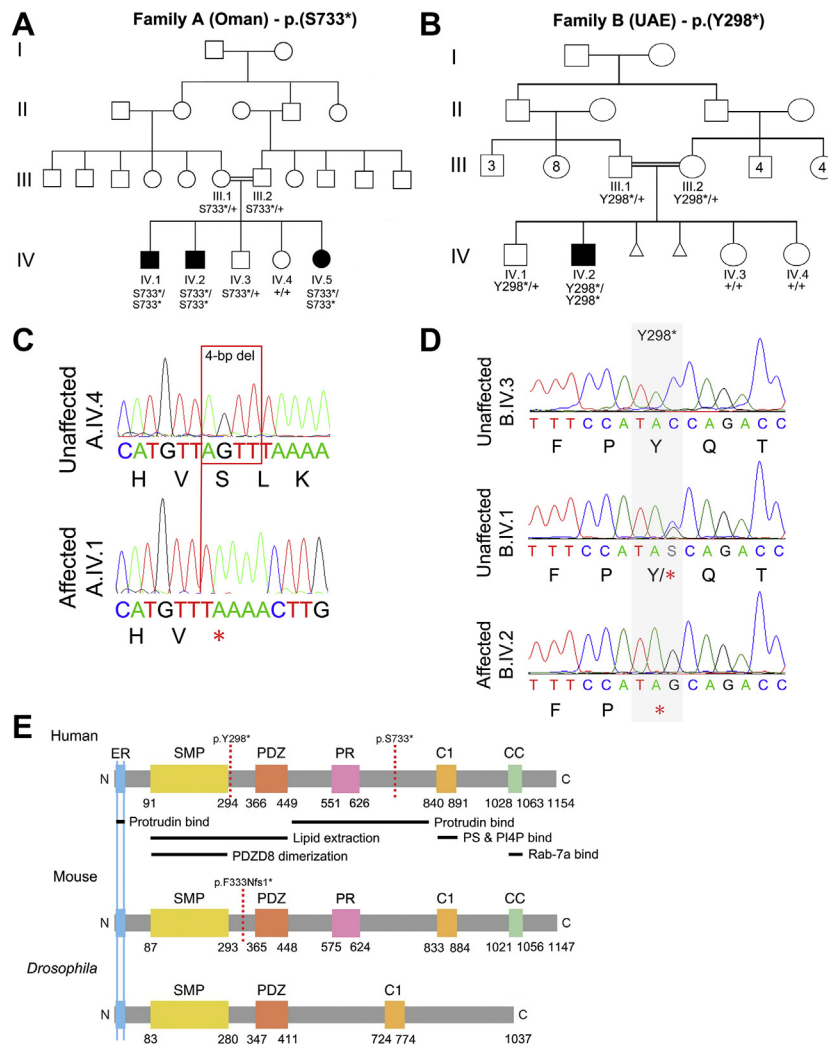 A
Family A (Oman) - p.(S733*)
I
II
III
III.1 III.2
S733*/+ S733*/+
IV
IV.1 IV.2 IV.3 IV.4 IV.5
S733*/ S733*/ S733*/+ +/+ S733*/
S733* S733* S733*
B
Family B (UAE) - p.(Y298*)
I
II
III
3 8 4 4
III.1 III.2
Y298*/+ Y298*/+
IV
IV.1 IV.2 IV.3 IV.4
Y298*/+ Y298*/ +/+ +/+
Y298*
C
4-bp del
Unaffected
A.IV.4
CATGTTAGTTTAAAA
H V S L K
Affected
A.IV.1
CATGTTTAAAACTTG
H V *
D
Y298*
Unaffected
B.IV.3
T T T C C A T A C C A G A C C
F P Y Q T
Unaffected
B.IV.1
T T T C C A T A S C A G A C C
F P Y/* Q T
Affected
B.IV.2
T T T C C A T A G C A G A C C
F P *
E
Human
p.Y298* p.S733*
ER SMP PDZ PR C1 CC
N C
91 294 366 449 551 626 840 891 1028 1063 1154
Protrudin bind Protrudin bind
Lipid extraction PS & PI4P bind
PDZD8 dimerization Rab-7a bind
Mouse
p.F333Nfs1*
SMP PDZ PR C1 CC
N C
87 293 365 448 575 624 833 884 1021 1056 1147
Drosophila
SMP PDZ C1
N C
83 280 347 411 724 774 1037